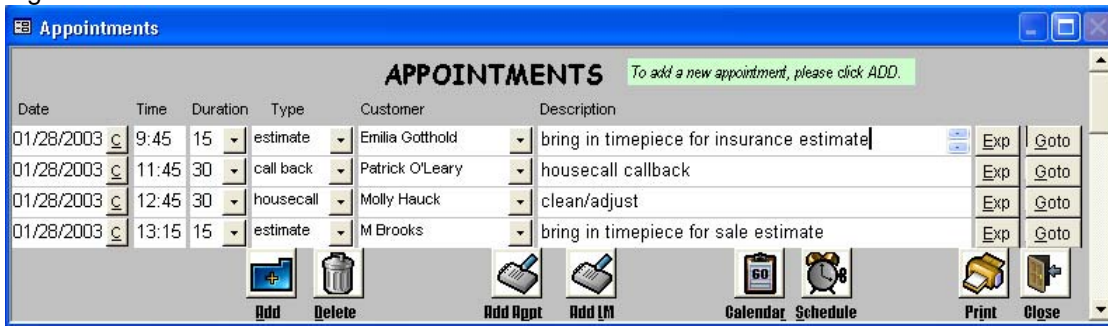 Appointments
APPOINTMENTS To add a new appointment, please click ADD.
Date Time Duration Type Customer Description
01/28/2003 C 9:45 15 estimate Emilia Gotthold bring in timepiece for insurance estimate Exp Goto
01/28/2003 C 11:45 30 call back Patrick O'Leary housecall callback Exp Goto
01/28/2003 C 12:45 30 housecall Molly Hauck clean/adjust Exp Goto
01/28/2003 C 13:15 15 estimate M Brooks bring in timepiece for sale estimate Exp Goto
60
Add Delete Add Appt Add LM Calendar Schedule Print Close